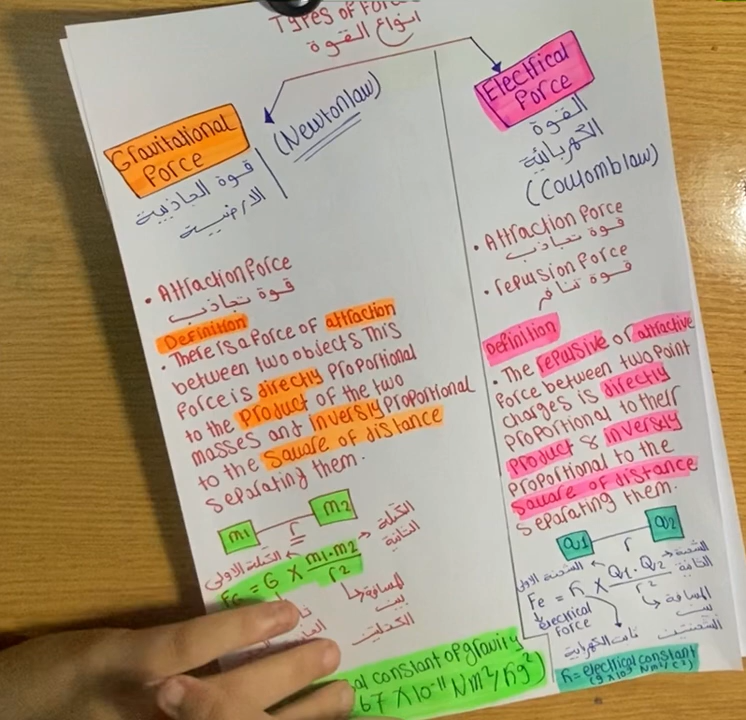 Types of Force
انواع القوة
Gravitational
Force
(Newton law)
قوة الجاذبية
الارضية
• Attraction Force
قوة تجاذب
Definition
• There is a Force of attraction
between two objects This
Force is directly proportional
to the Product of the two
masses and inversly proportional
to the Square of distance
Separating them.
m1
m2
r
الكتلة الاولى
الكتلة
الثانية
FG = G X m1.m2
r2
المسافة
بين
الكتلتين
al constant of gravity
67 X10-11 Nm2/kg2)
Electrical
Force
القوة
الكهربائية
(Coulomb law)
• Attraction Force
قوة تجاذب
• repulsion Force
قوة تنافر
Definition
• The repulsive or attractive
Force between two Point
charges is directly
proportional to their
product & inversly
proportional to the
Square of distance
Separating them.
Q1
Q2
r
الشحنة الاولى
الشحنة
الثانية
Fe = K X Q1.Q2
r2
electrical
Force
ثابت الكهربائية
المسافة
بين
الشحنتين
K= electrical constant
(9 x109 Nm2/C2)